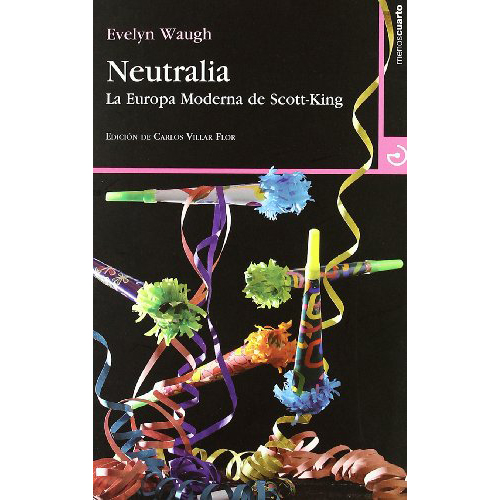 Evelyn Waugh
Neutralia
La Europa Moderna de Scott-King
Edición de Carlos Villar Flor
menoscuarto